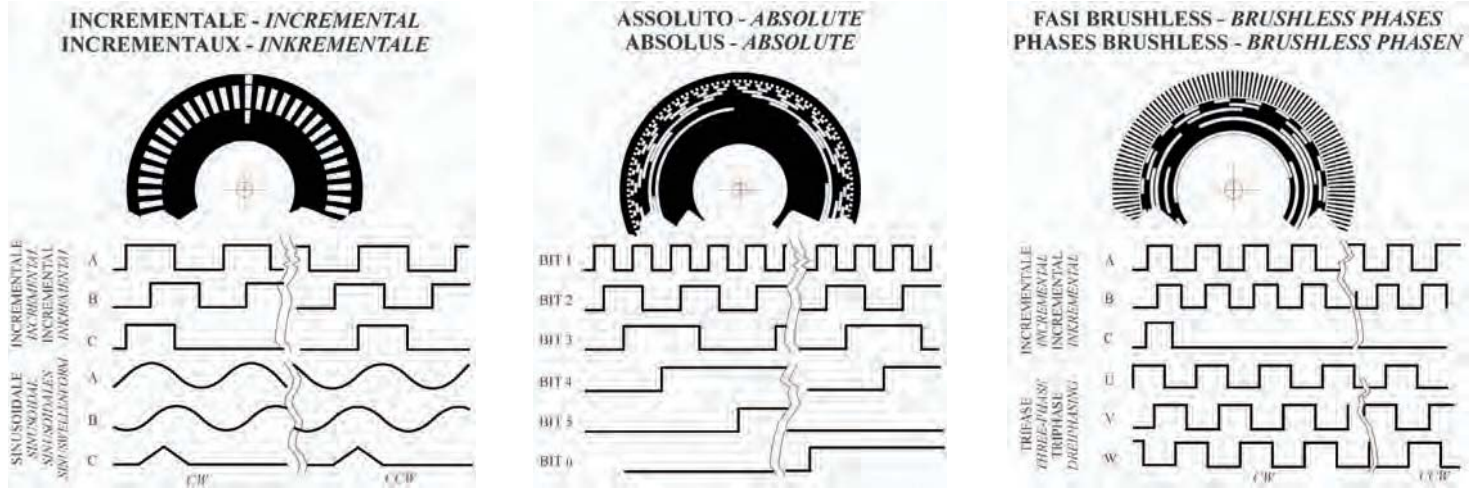 INCREMENTALE - INCREMENTAL
INCREMENTAUX - INKREMENTALE
INCREMENTALE
INCREMENTAL
INCREMENTAL
INKREMENTAL
A
B
C
SINUSOIDALE
SINUSOIDAE
SINUSOIDALES
SINUSWELLENFORM
A
B
C
CW
CCW
ASSOLUTO - ABSOLUTE
ABSOLUS - ABSOLUTE
BIT 1
BIT 2
BIT 3
BIT 4
BIT 5
BIT 6
FASI BRUSHLESS - BRUSHLESS PHASES
PHASES BRUSHLESS - BRUSHLESS PHASEN
INCREMENTALE
INCREMENTAL
INCREMENTAL
INKREMENTAL
A
B
C
TRIFASE
THREE-PHASE
TRIPHASE
DREIPHASING
U
V
W
CW
CCW